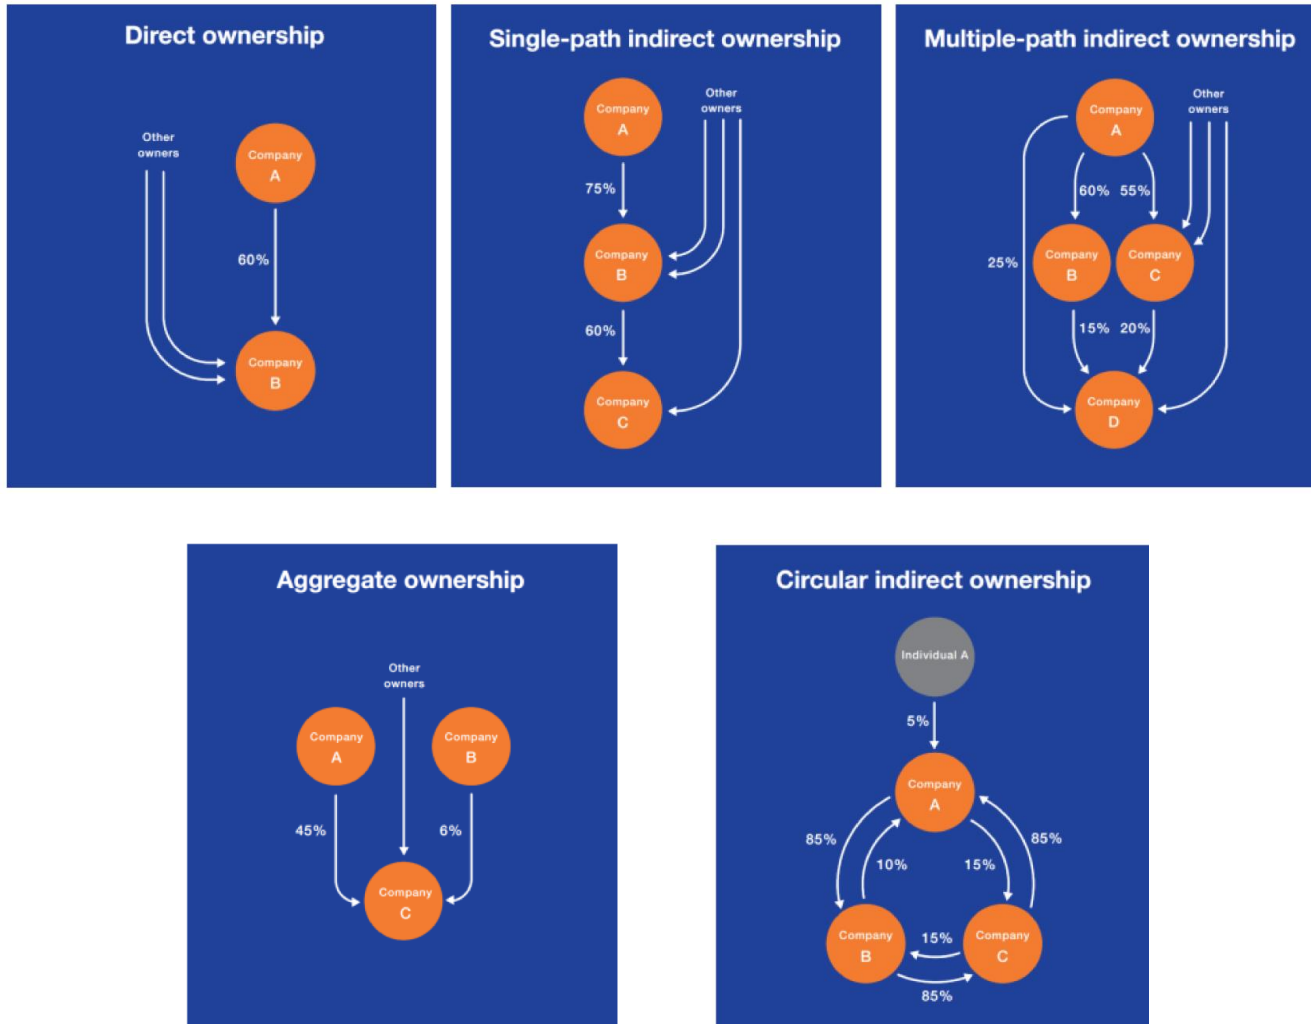 Direct ownership
Other
owners
Company
A
60%
Company
B
Single-path indirect ownership
Company
A
Other
owners
75%
Company
B
60%
Company
C
Multiple-path indirect ownership
Company
A
Other
owners
60%
55%
25%
Company
B
Company
C
15%
20%
Company
D
Aggregate ownership
Other
owners
Company
A
Company
B
45%
6%
Company
C
Circular indirect ownership
Individual A
5%
Company
A
85%
10%
15%
85%
Company
B
15%
Company
C
85%